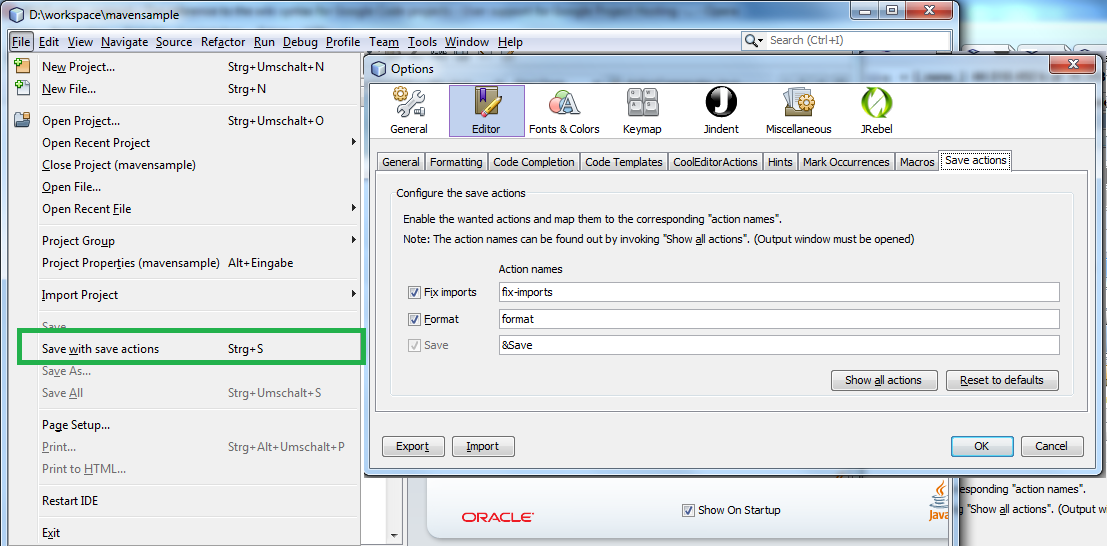 D:\workspace\mavensample
File Edit View Navigate Source Refactor Run Debug Profile Team Tools Window Help
Search (Ctrl+I)
New Project... Strg+Umschalt+N
New File... Strg+N
Open Project... Strg+Umschalt+O
Open Recent Project
Close Project (mavensample)
Open File...
Open Recent File
Project Group
Project Properties (mavensample) Alt+Eingabe
Import Project
Save
Save with save actions Strg+S
Save As...
Save All Strg+Umschalt+S
Page Setup...
Print... Strg+Alt+Umschalt+P
Print to HTML...
Restart IDE
Exit
Options
General Editor Fonts & Colors Keymap Jindent Miscellaneous JRebel
General Formatting Code Completion Code Templates CoolEditorActions Hints Mark Occurrences Macros Save actions
Configure the save actions
Enable the wanted actions and map them to the corresponding "action names".
Note: The action names can be found out by invoking "Show all actions". (Output window must be opened)
Action names
Fix imports fix-imports
Format format
Save &Save
Show all actions Reset to defaults
Export Import OK Cancel
ORACLE
Show On Startup
Java
esponding "action names".
"Show all actions". (Output wi